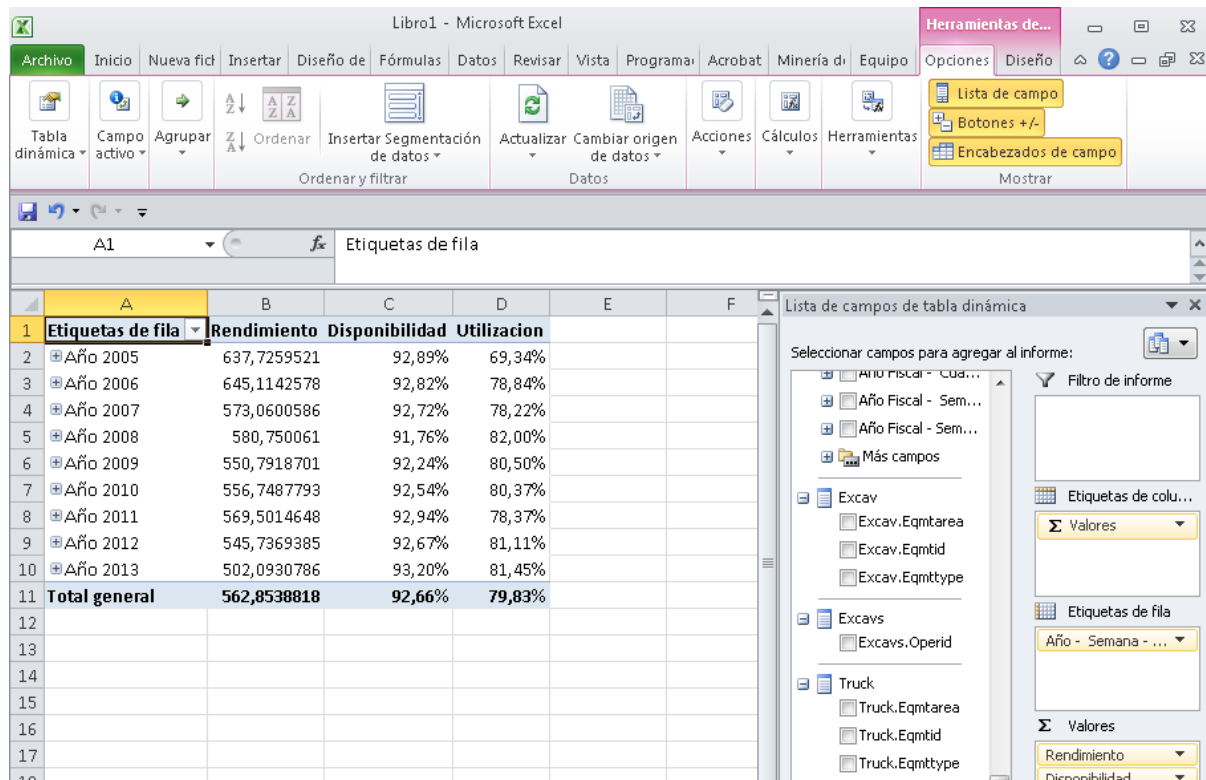 Libro1 - Microsoft Excel
Herramientas de...
Archivo Inicio Nueva fich Insertar Diseño de Fórmulas Datos Revisar Vista Programar Acrobat Minería d Equipo Opciones Diseño
Tabla dinámica
Campo activo
Agrupar
Ordenar
Insertar Segmentación de datos
Ordenar y filtrar
Actualizar
Cambiar origen de datos
Datos
Acciones
Cálculos
Herramientas
Lista de campo
Botones +/-
Encabezados de campo
Mostrar
A1 fx Etiquetas de fila
A B C D E F
1 Etiquetas de fila Rendimiento Disponibilidad Utilizacion
2 Año 2005 637,7259521 92,89% 69,34%
3 Año 2006 645,1142578 92,82% 78,84%
4 Año 2007 573,0600586 92,72% 78,22%
5 Año 2008 580,750061 91,76% 82,00%
6 Año 2009 550,7918701 92,24% 80,50%
7 Año 2010 556,7487793 92,54% 80,37%
8 Año 2011 569,5014648 92,94% 78,37%
9 Año 2012 545,7369385 92,67% 81,11%
10 Año 2013 502,0930786 93,20% 81,45%
11 Total general 562,8538818 92,66% 79,83%
12
13
14
15
16
17
Lista de campos de tabla dinámica
Seleccionar campos para agregar al informe:
Año Fiscal - Cua...
Año Fiscal - Sem...
Año Fiscal - Sem...
Más campos
Excav
Excav.Eqmtarea
Excav.Eqmtid
Excav.Eqmttype
Excavs
Excavs.Operid
Truck
Truck.Eqmtarea
Truck.Eqmtid
Truck.Eqmttype
Filtro de informe
Etiquetas de colu...
Σ Valores
Etiquetas de fila
Año - Semana - ...
Σ Valores
Rendimiento
Disponibilidad